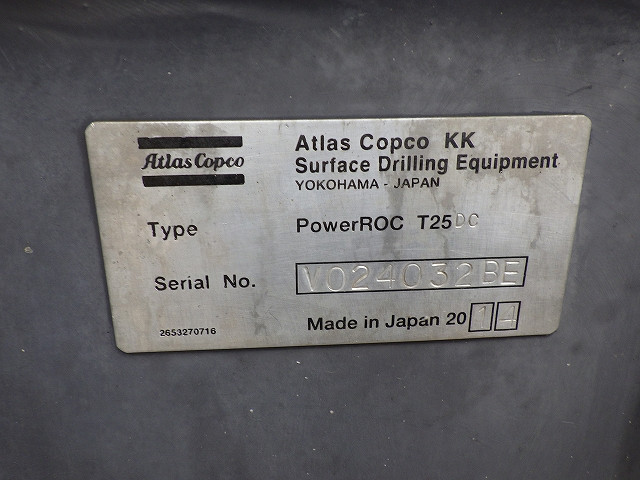 Atlas Copco
Atlas Copco KK
Surface Drilling Equipment
YOKOHAMA - JAPAN
Type PowerROC T25DC
Serial No. V024032BE
2653270716 Made in Japan 2014